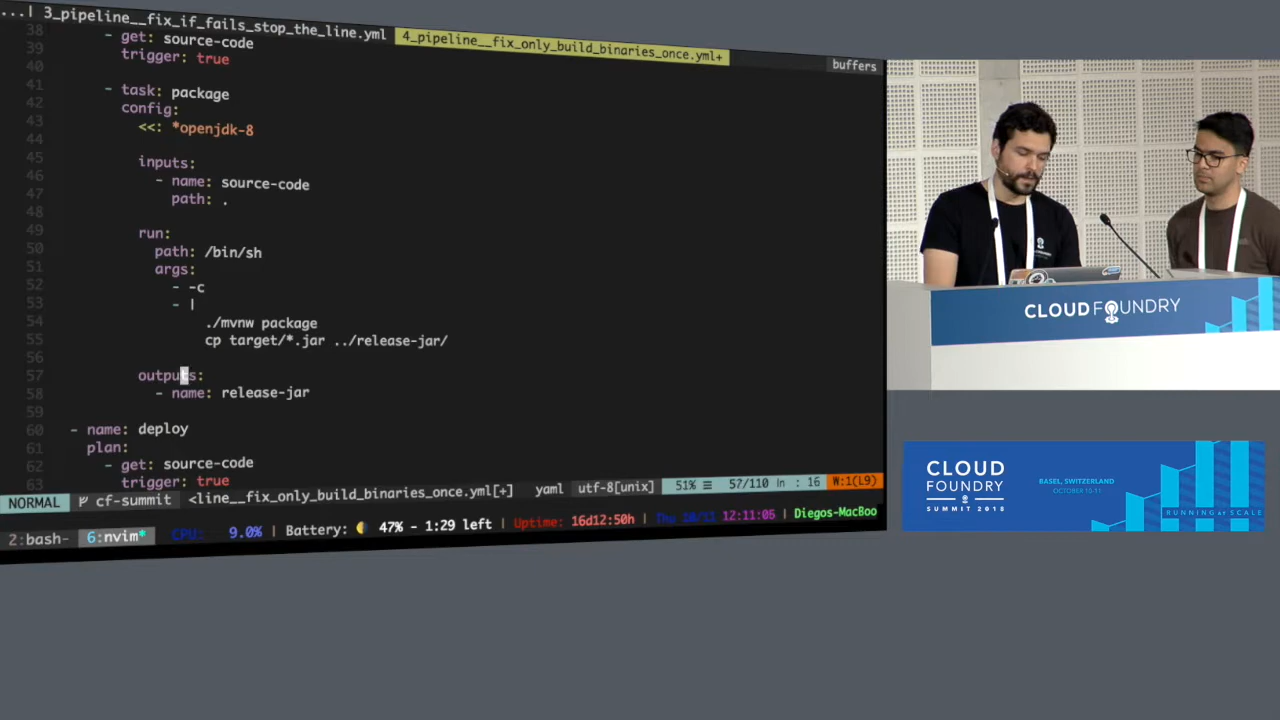 ...| 3_pipeline__fix_if_fails_stop_the_line.yml 4_pipeline__fix_only_build_binaries_once.yml+ buffers
38 - get: source-code
39 trigger: true
40
41 - task: package
42 config:
43 <<: *openjdk-8
44
45 inputs:
46 - name: source-code
47 path: .
48
49 run:
50 path: /bin/sh
51 args:
52 - -c
53 - |
54 ./mvnw package
55 cp target/*.jar ../release-jar/
56
57 outputs:
58 - name: release-jar
59
60 - name: deploy
61 plan:
62 - get: source-code
63 trigger: true
NORMAL cf-summit <line__fix_only_build_binaries_once.yml[+] yaml utf-8[unix] 51% ☰ 57/110 ln : 16 W:1(L9)
2:bash- 6:nvim* CPU: 9.0% | Battery: 47% - 1:29 left | Uptime: 16d12:50h | Thu 10/11 12:11:05 | Diegos-MacBoo
CLOUD FOUNDRY
CLOUD
FOUNDRY
SUMMIT 2018
BASEL, SWITZERLAND
OCTOBER 10-11
RUNNING at SCALE